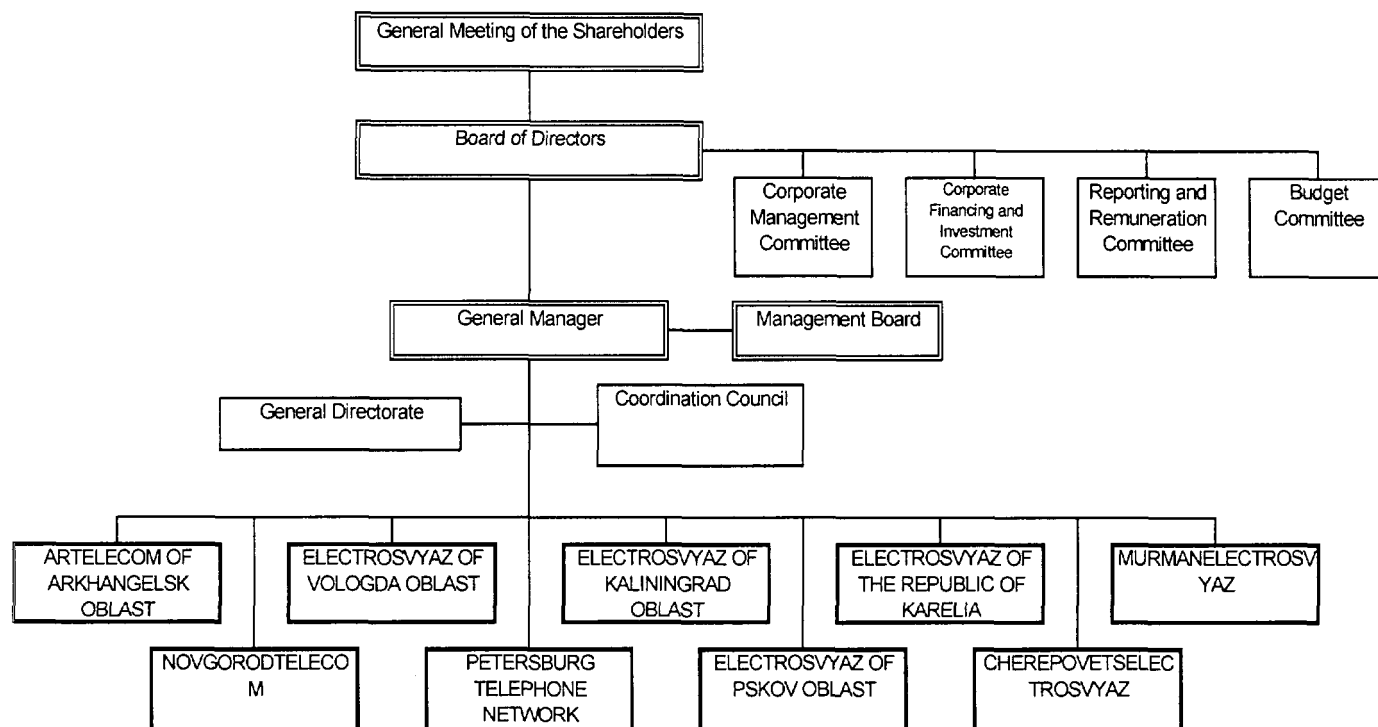 General Meeting of the Shareholders
Board of Directors
Corporate
Management
Committee
Corporate
Financing and
Investment
Committee
Reporting and
Remuneration
Committee
Budget
Committee
General Manager
Management Board
General Directorate
Coordination Council
ARTELECOM OF
ARKHANGELSK
OBLAST
ELECTROSVYAZ OF
VOLOGDA OBLAST
ELECTROSVYAZ OF
KALININGRAD
OBLAST
ELECTROSVYAZ OF
THE REPUBLIC OF
KARELIA
MURMANELECTROSV
YAZ
NOVGORODTELECO
M
PETERSBURG
TELEPHONE
NETWORK
ELECTROSVYAZ OF
PSKOV OBLAST
CHEREPOVETSELEC
TROSVYAZ